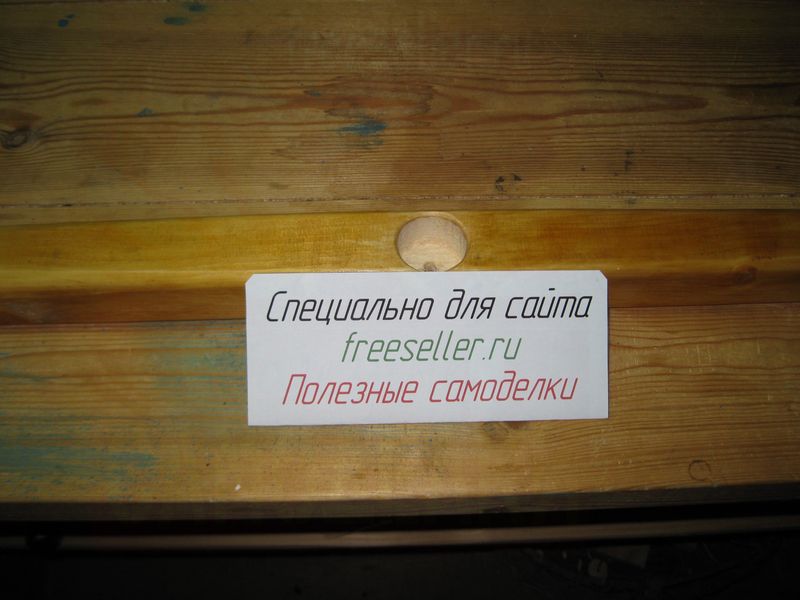 Специально для сайта
freeseller.ru
Полезные самоделки